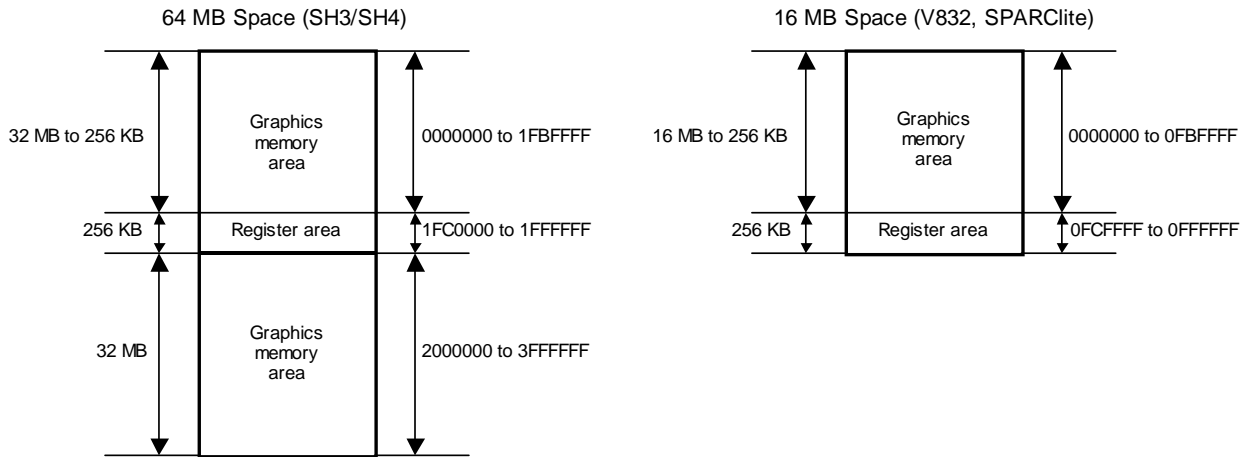 64 MB Space (SH3/SH4)
32 MB to 256 KB
Graphics
memory
area
0000000 to 1FBFFFF
256 KB
Register area
1FC0000 to 1FFFFFF
32 MB
Graphics
memory
area
2000000 to 3FFFFFF
16 MB Space (V832, SPARClite)
16 MB to 256 KB
Graphics
memory
area
0000000 to 0FBFFFF
256 KB
Register area
0FCFFFF to 0FFFFFF